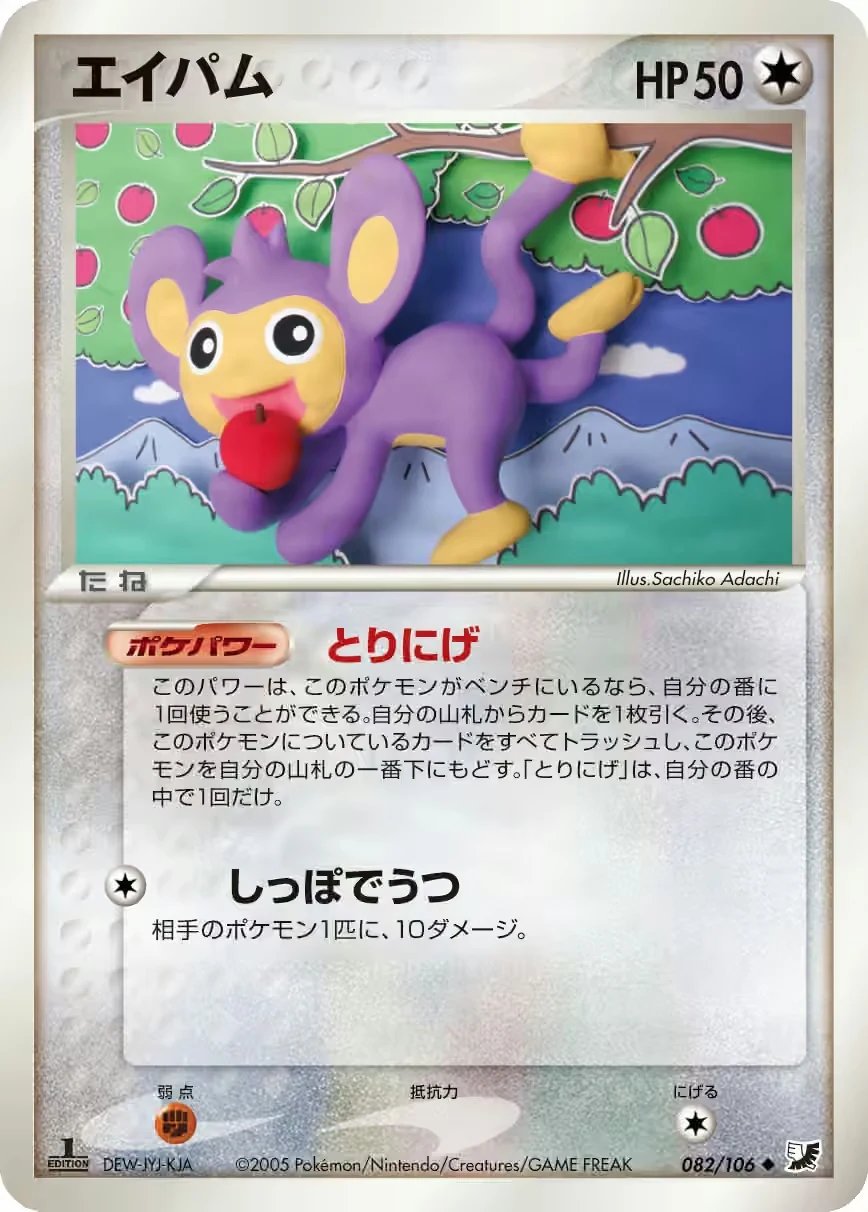 エイパム
HP50
たね
Illus.Sachiko Adachi
ポケパワー とりにげ
このパワーは、このポケモンがベンチにいるなら、自分の番に
1回使うことができる。自分の山札からカードを1枚引く。その後、
このポケモンについているカードをすべてトラッシュし、このポケ
モンを自分の山札の一番下にもどす。「とりにげ」は、自分の番の
中で1回だけ。
しっぽでうつ
相手のポケモン1匹に、10ダメージ。
弱点 抵抗力 にげる
1 EDITION DEW-JYJ-KJA ©2005 Pokémon/Nintendo/Creatures/GAME FREAK 082/106